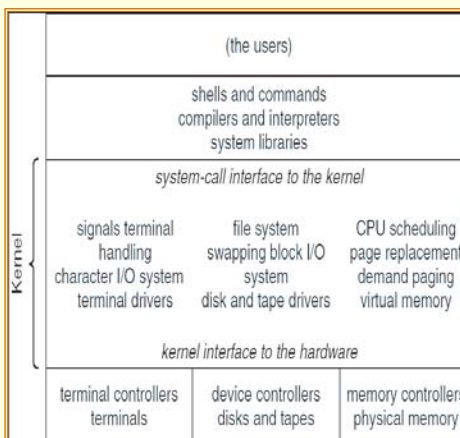 (the users)
shells and commands
compilers and interpreters
system libraries
system-call interface to the kernel
Kernel
signals terminal
handling
character I/O system
terminal drivers
file system
swapping block I/O
system
disk and tape drivers
CPU scheduling
page replacement
demand paging
virtual memory
kernel interface to the hardware
terminal controllers
terminals
device controllers
disks and tapes
memory controllers
physical memory